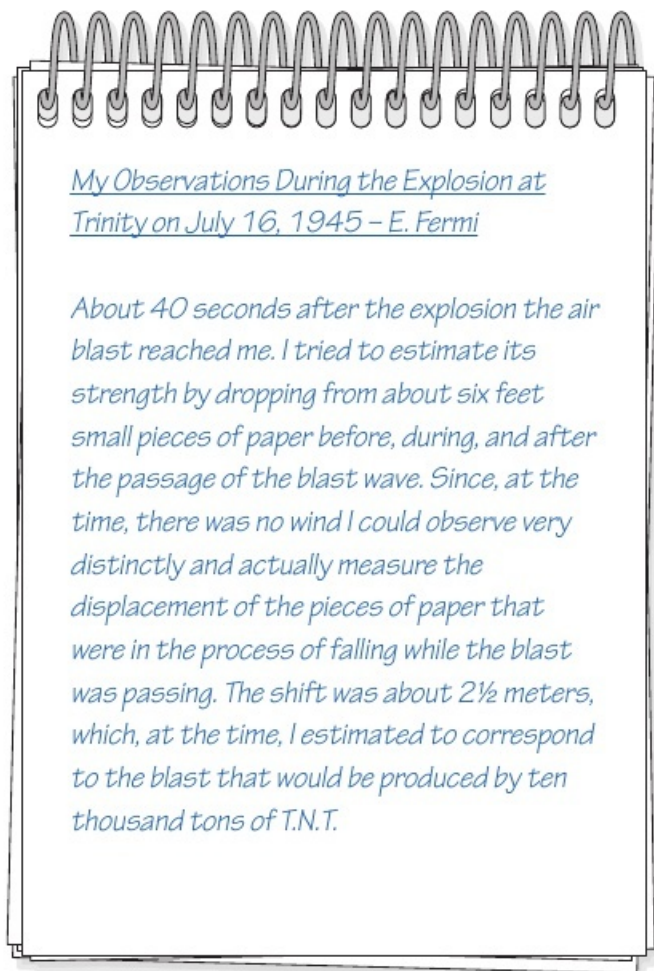 My Observations During the Explosion at
Trinity on July 16, 1945 – E. Fermi
About 40 seconds after the explosion the air
blast reached me. I tried to estimate its
strength by dropping from about six feet
small pieces of paper before, during, and after
the passage of the blast wave. Since, at the
time, there was no wind I could observe very
distinctly and actually measure the
displacement of the pieces of paper that
were in the process of falling while the blast
was passing. The shift was about 2½ meters,
which, at the time, I estimated to correspond
to the blast that would be produced by ten
thousand tons of T.N.T.